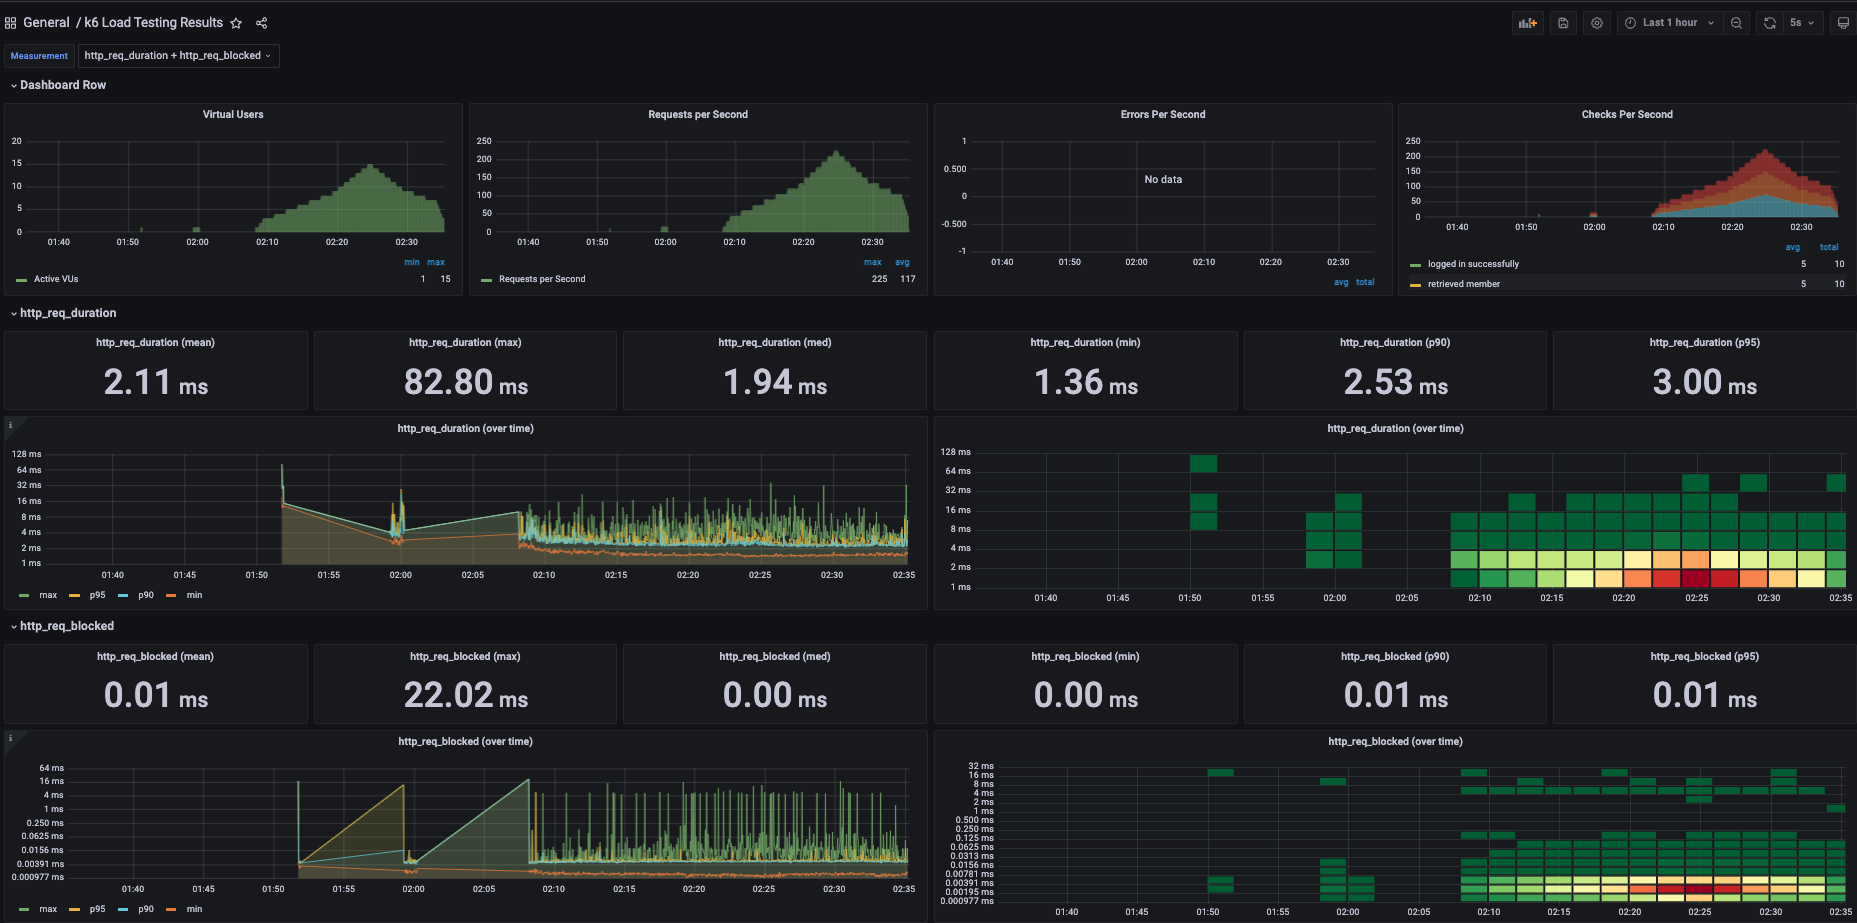 General / k6 Load Testing Results
Last 1 hour
5s
Measurement
http_req_duration + http_req_blocked
Dashboard Row
Virtual Users
20
15
10
5
0
01:40 01:50 02:00 02:10 02:20 02:30
min max
Active VUs 1 15
Requests per Second
250
200
150
100
50
0
01:40 01:50 02:00 02:10 02:20 02:30
max avg
Requests per Second 225 117
Errors Per Second
1
0.500
0
-0.500
-1
No data
01:40 01:50 02:00 02:10 02:20 02:30
avg total
Checks Per Second
250
200
150
100
50
0
01:40 01:50 02:00 02:10 02:20 02:30
avg total
logged in successfully 5 10
retrieved member 5 10
http_req_duration
http_req_duration (mean)
2.11 ms
http_req_duration (max)
82.80 ms
http_req_duration (med)
1.94 ms
http_req_duration (min)
1.36 ms
http_req_duration (p90)
2.53 ms
http_req_duration (p95)
3.00 ms
i
http_req_duration (over time)
128 ms
64 ms
32 ms
16 ms
8 ms
4 ms
2 ms
1 ms
01:40 01:45 01:50 01:55 02:00 02:05 02:10 02:15 02:20 02:25 02:30 02:35
max p95 p90 min
http_req_duration (over time)
128 ms
64 ms
32 ms
16 ms
8 ms
4 ms
2 ms
1 ms
01:40 01:45 01:50 01:55 02:00 02:05 02:10 02:15 02:20 02:25 02:30 02:35
http_req_blocked
http_req_blocked (mean)
0.01 ms
http_req_blocked (max)
22.02 ms
http_req_blocked (med)
0.00 ms
http_req_blocked (min)
0.00 ms
http_req_blocked (p90)
0.01 ms
http_req_blocked (p95)
0.01 ms
i
http_req_blocked (over time)
64 ms
16 ms
4 ms
1 ms
0.250 ms
0.0625 ms
0.0156 ms
0.00391 ms
0.000977 ms
01:40 01:45 01:50 01:55 02:00 02:05 02:10 02:15 02:20 02:25 02:30 02:35
max p95 p90 min
http_req_blocked (over time)
32 ms
16 ms
8 ms
4 ms
2 ms
1 ms
0.500 ms
0.250 ms
0.125 ms
0.0625 ms
0.0313 ms
0.0156 ms
0.00781 ms
0.00391 ms
0.00195 ms
0.000977 ms
01:40 01:45 01:50 01:55 02:00 02:05 02:10 02:15 02:20 02:25 02:30 02:35